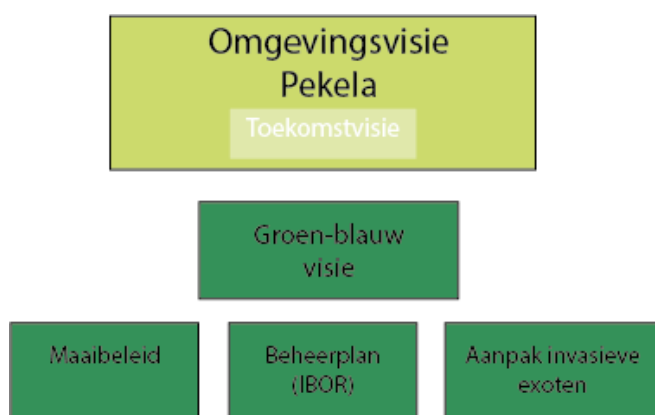 Omgevingsvisie
Pekela
Toekomstvisie
Groen-blauw
visie
Maaibeleid
Beheerplan
(IBOR)
Aanpak invasieve
exoten